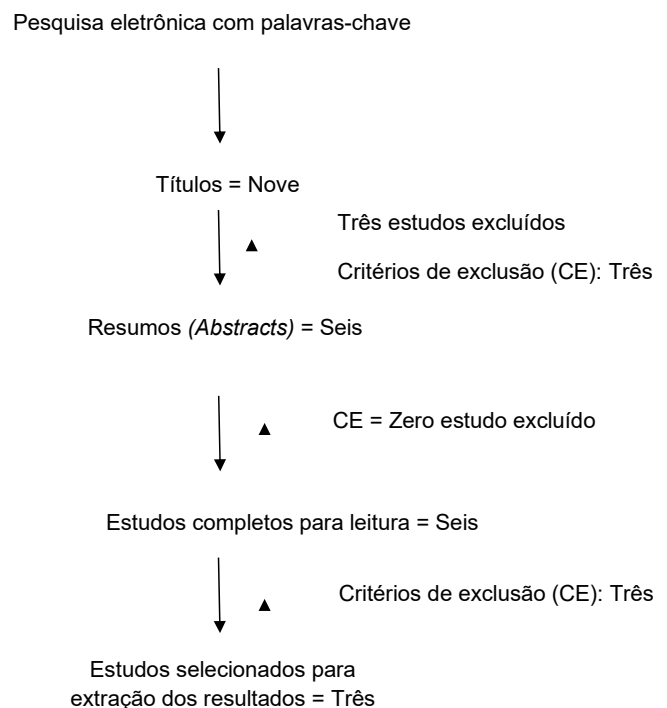 Pesquisa eletrônica com palavras-chave
Títulos = Nove
Três estudos excluídos
Critérios de exclusão (CE): Três
Resumos (Abstracts) = Seis
CE = Zero estudo excluído
Estudos completos para leitura = Seis
Critérios de exclusão (CE): Três
Estudos selecionados para
extração dos resultados = Três